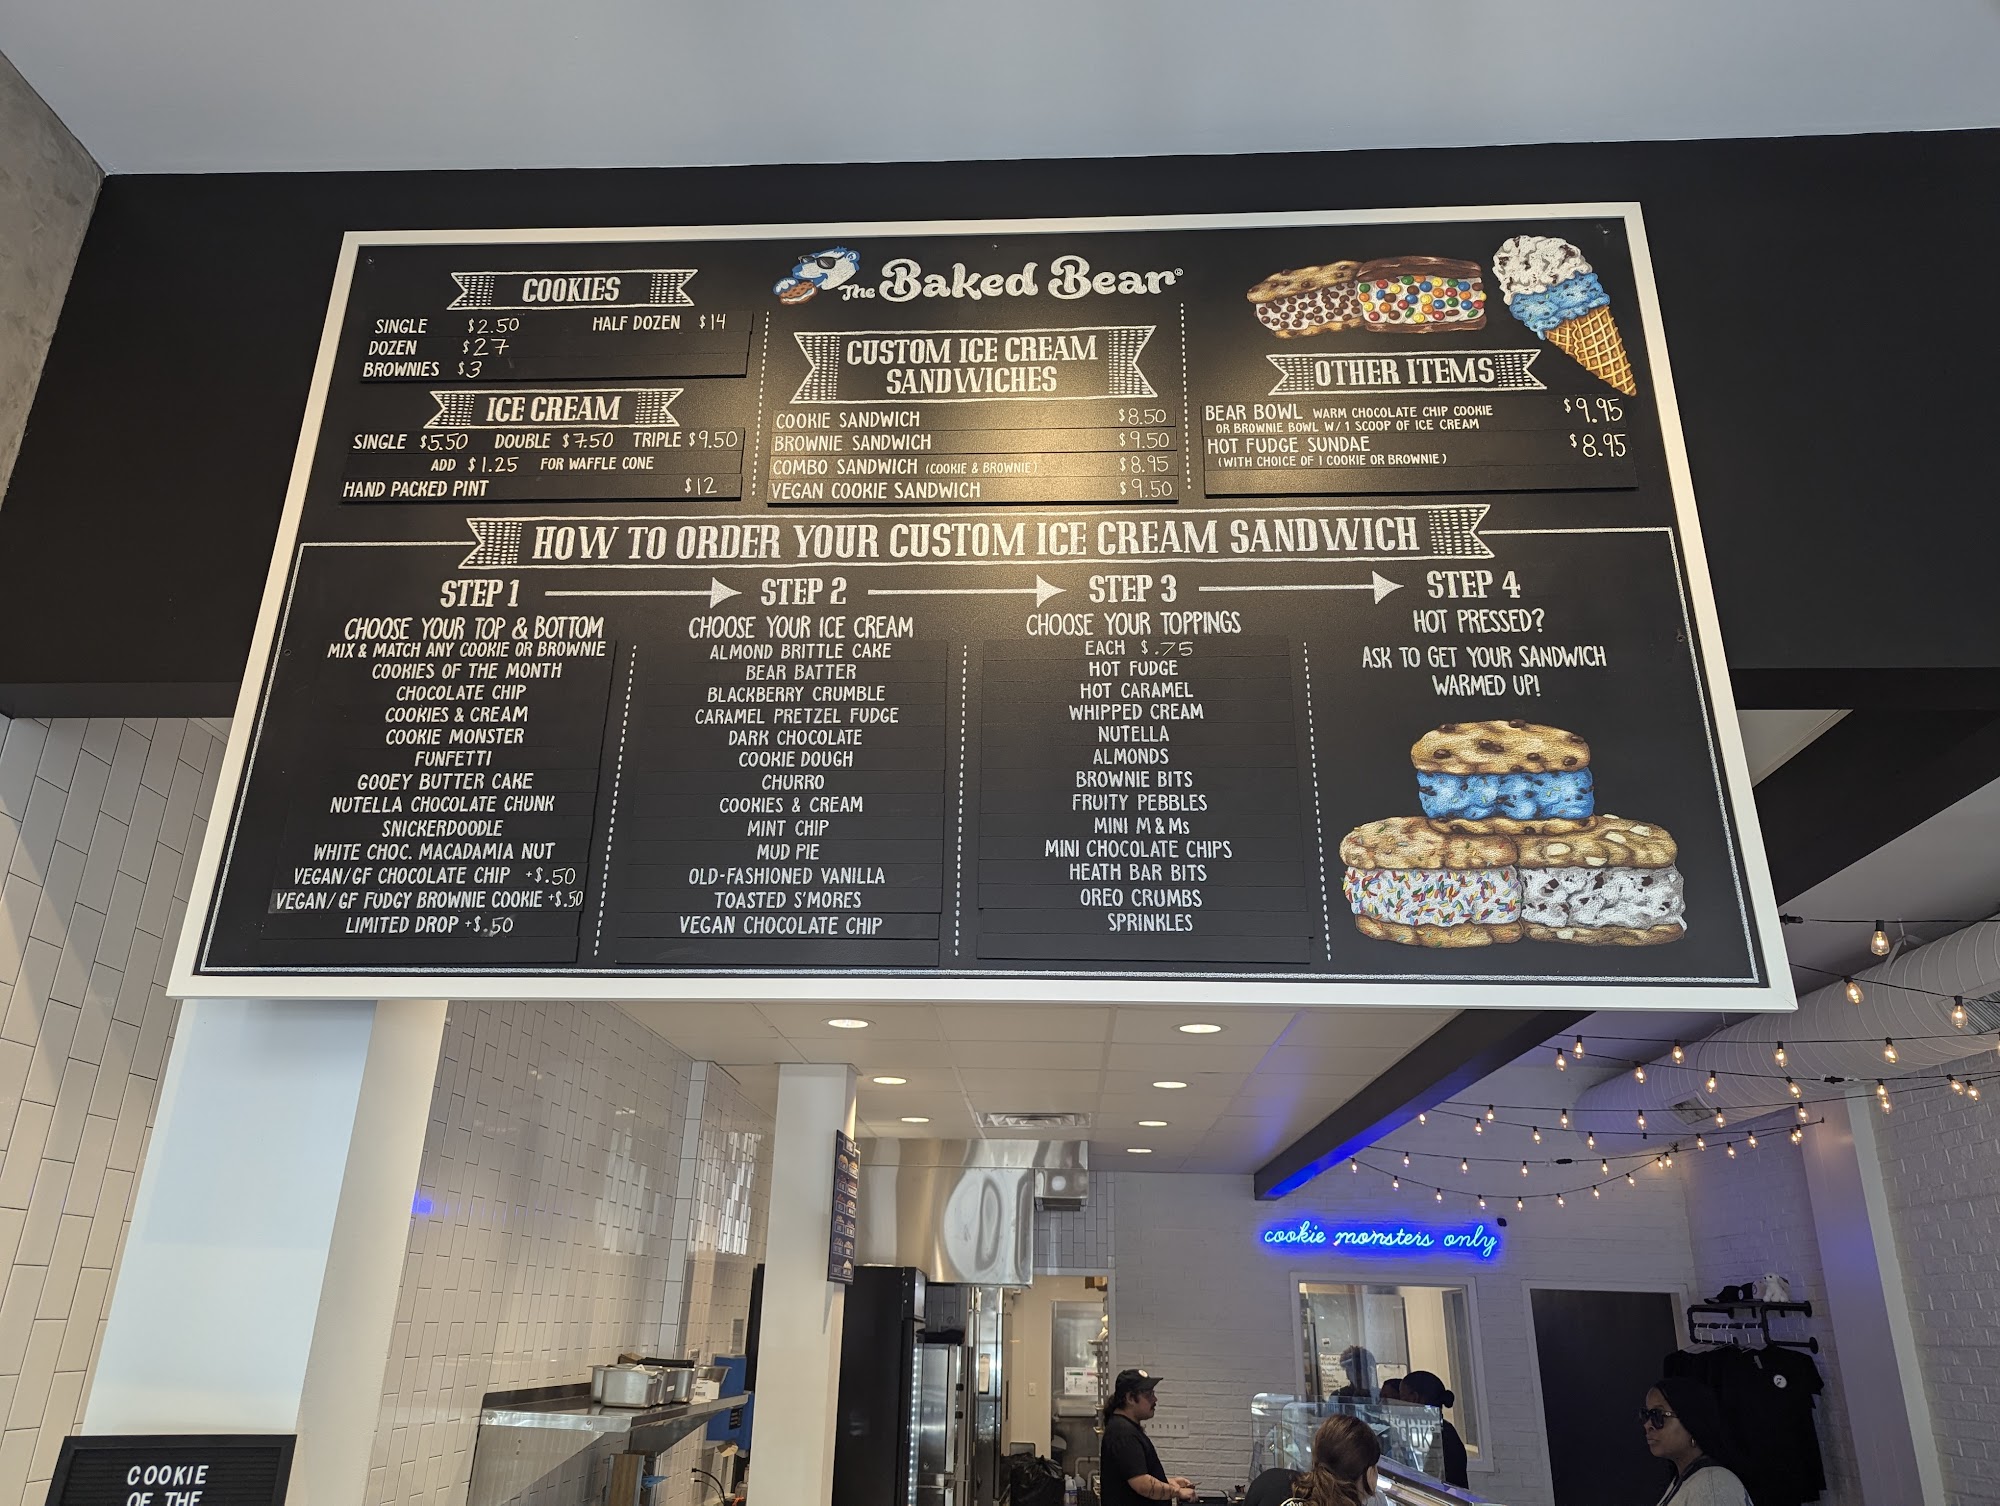 The Baked Bear®
COOKIES
SINGLE $2.50 HALF DOZEN $14
DOZEN $27
BROWNIES $3
ICE CREAM
SINGLE $5.50 DOUBLE $7.50 TRIPLE $9.50
ADD $1.25 FOR WAFFLE CONE
HAND PACKED PINT $12
CUSTOM ICE CREAM
SANDWICHES
COOKIE SANDWICH $8.50
BROWNIE SANDWICH $9.50
COMBO SANDWICH (COOKIE & BROWNIE) $8.95
VEGAN COOKIE SANDWICH $9.50
OTHER ITEMS
BEAR BOWL WARM CHOCOLATE CHIP COOKIE $9.95
OR BROWNIE BOWL W/ 1 SCOOP OF ICE CREAM
HOT FUDGE SUNDAE $8.95
(WITH CHOICE OF 1 COOKIE OR BROWNIE)
HOW TO ORDER YOUR CUSTOM ICE CREAM SANDWICH
STEP 1
CHOOSE YOUR TOP & BOTTOM
MIX & MATCH ANY COOKIE OR BROWNIE
COOKIES OF THE MONTH
CHOCOLATE CHIP
COOKIES & CREAM
COOKIE MONSTER
FUNFETTI
GOOEY BUTTER CAKE
NUTELLA CHOCOLATE CHUNK
SNICKERDOODLE
WHITE CHOC. MACADAMIA NUT
VEGAN/GF CHOCOLATE CHIP +$.50
VEGAN/GF FUDGY BROWNIE COOKIE +$.50
LIMITED DROP +$.50
STEP 2
CHOOSE YOUR ICE CREAM
ALMOND BRITTLE CAKE
BEAR BATTER
BLACKBERRY CRUMBLE
CARAMEL PRETZEL FUDGE
DARK CHOCOLATE
COOKIE DOUGH
CHURRO
COOKIES & CREAM
MINT CHIP
MUD PIE
OLD-FASHIONED VANILLA
TOASTED S'MORES
VEGAN CHOCOLATE CHIP
STEP 3
CHOOSE YOUR TOPPINGS
EACH $.75
HOT FUDGE
HOT CARAMEL
WHIPPED CREAM
NUTELLA
ALMONDS
BROWNIE BITS
FRUITY PEBBLES
MINI M&Ms
MINI CHOCOLATE CHIPS
HEATH BAR BITS
OREO CRUMBS
SPRINKLES
STEP 4
HOT PRESSED?
ASK TO GET YOUR SANDWICH
WARMED UP!
cookie monsters only
COOKIE
OF THE